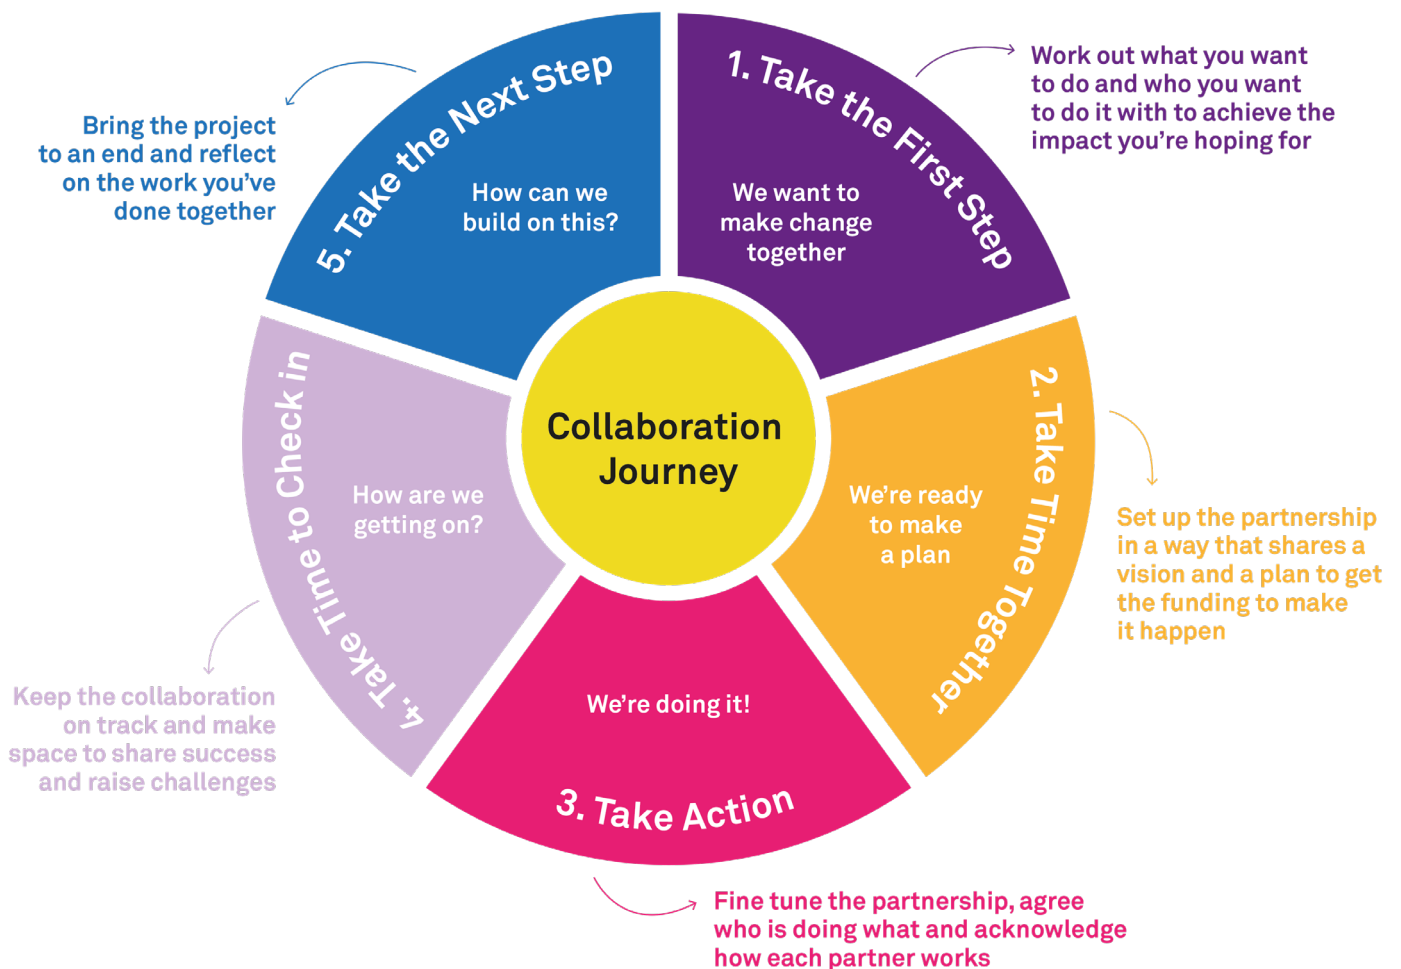 Collaboration
Journey
1. Take the First Step
We want to
make change
together
Work out what you want
to do and who you want
to do it with to achieve the
impact you're hoping for
2. Take Time Together
We're ready
to make
a plan
Set up the partnership
in a way that shares a
vision and a plan to get
the funding to make
it happen
3. Take Action
We're doing it!
Fine tune the partnership, agree
who is doing what and acknowledge
how each partner works
4. Take Time to Check in
How are we
getting on?
Keep the collaboration
on track and make
space to share success
and raise challenges
5. Take the Next Step
How can we
build on this?
Bring the project
to an end and reflect
on the work you've
done together